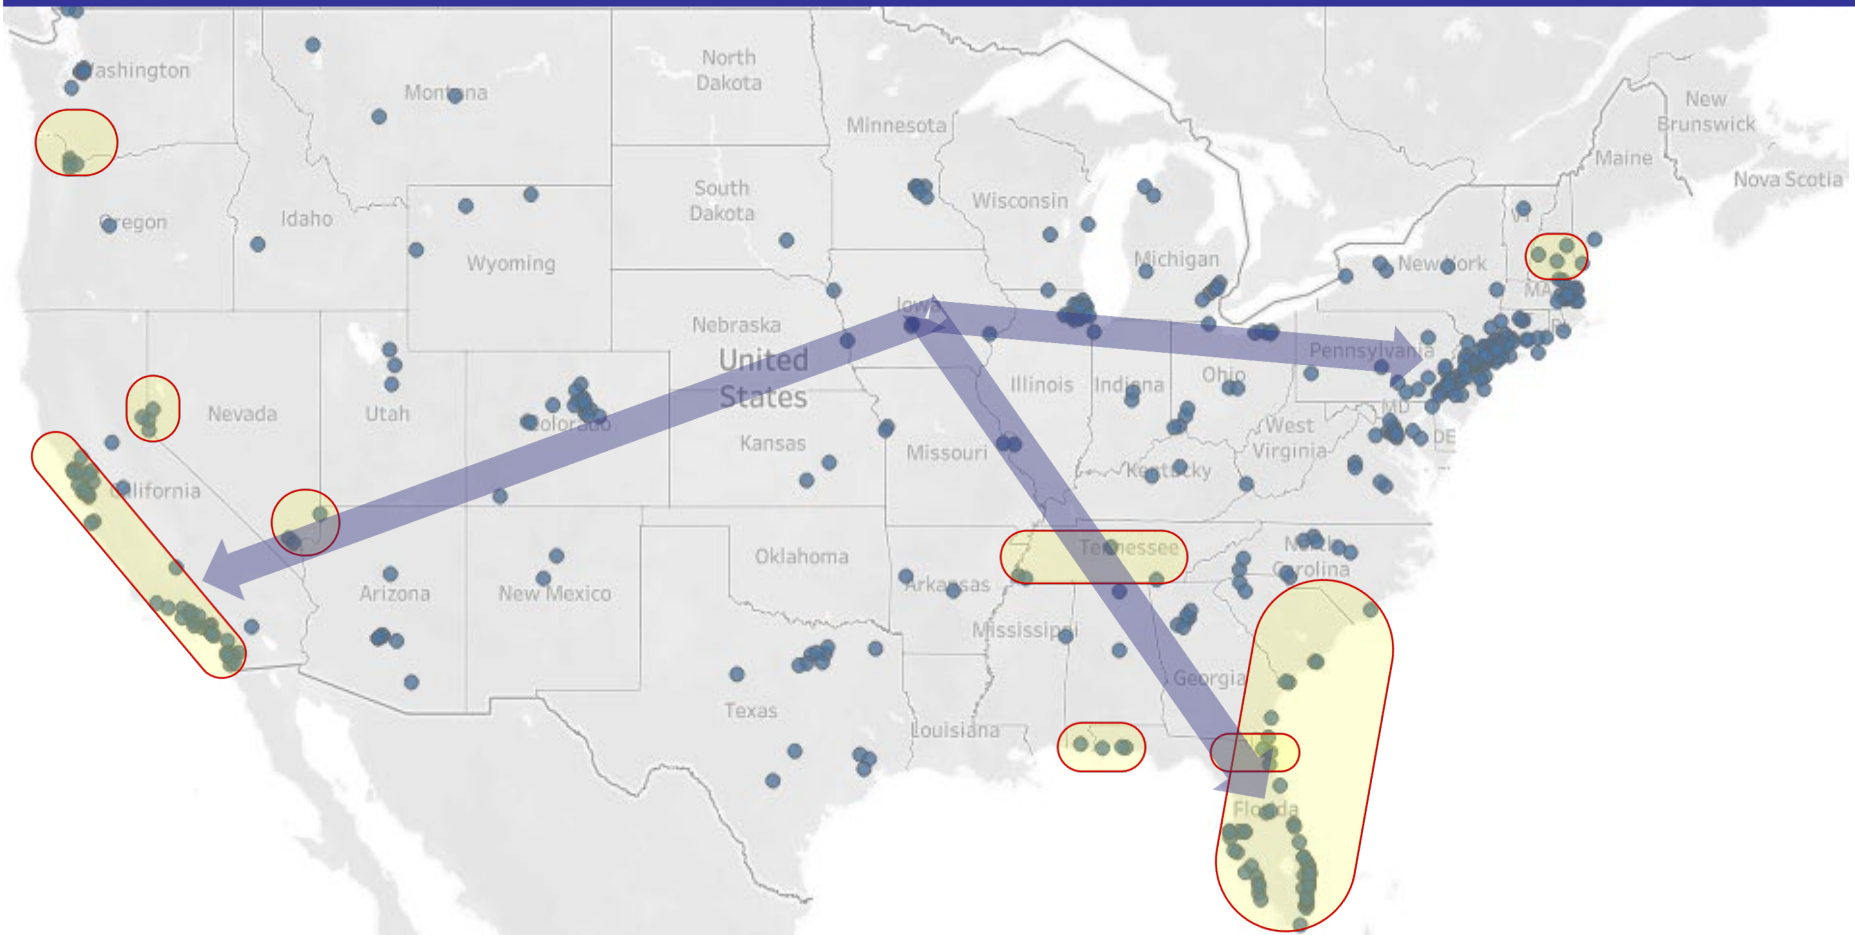 Washington
Montana
North
Dakota
Minnesota
New
Brunswick
Maine
Nova Scotia
Oregon
Idaho
South
Dakota
Wisconsin
VT
Wyoming
Michigan
New York
MA
Iowa
Nebraska
United
States
Pennsylvania
RI
Nevada
Utah
Colorado
Kansas
Illinois
Indiana
Ohio
MD
DE
West
Virginia
Missouri
Kentucky
California
Oklahoma
Tennessee
North
Carolina
Arizona
New Mexico
Arkansas
Mississippi
Georgia
Texas
Louisiana
Florida